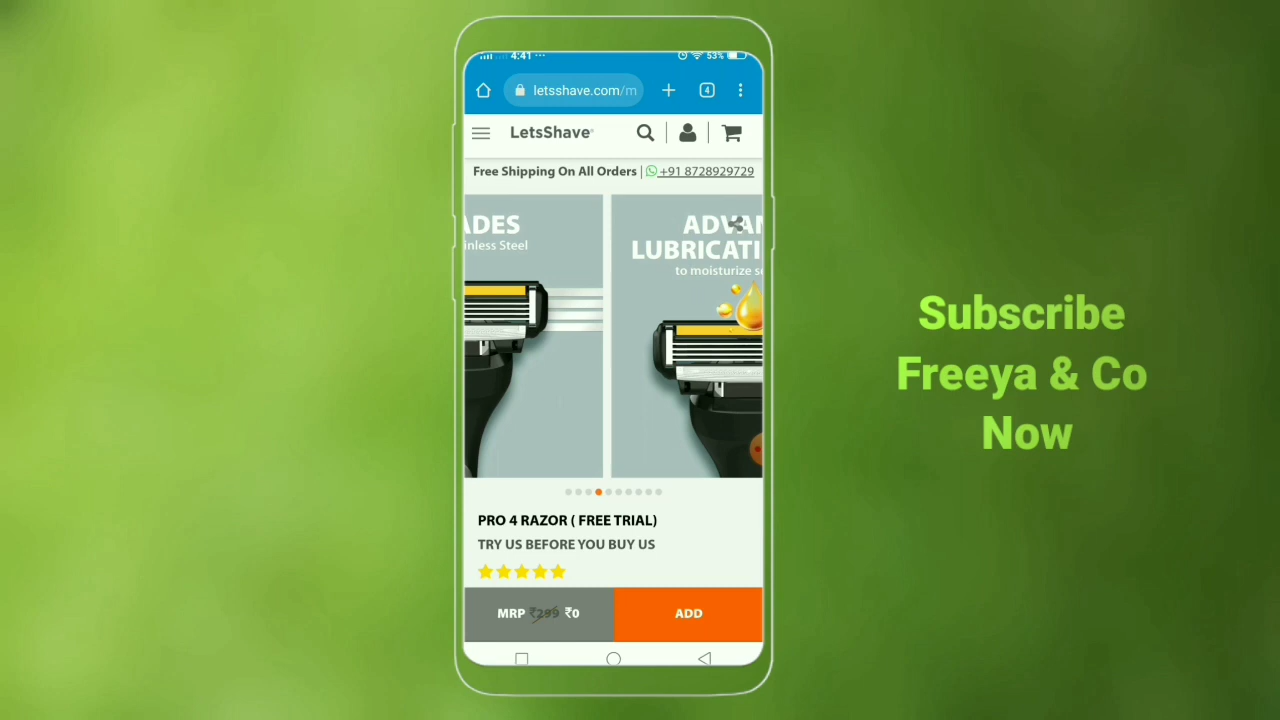 4:41
53%
letsshave.com/m
4
LetsShave
Free Shipping On All Orders | +91 8728929729
ADES
inless Steel
ADVAN
LUBRICATI
to moisturize s
PRO 4 RAZOR ( FREE TRIAL)
TRY US BEFORE YOU BUY US
MRP ₹299 ₹0
ADD
Subscribe
Freeya & Co
Now